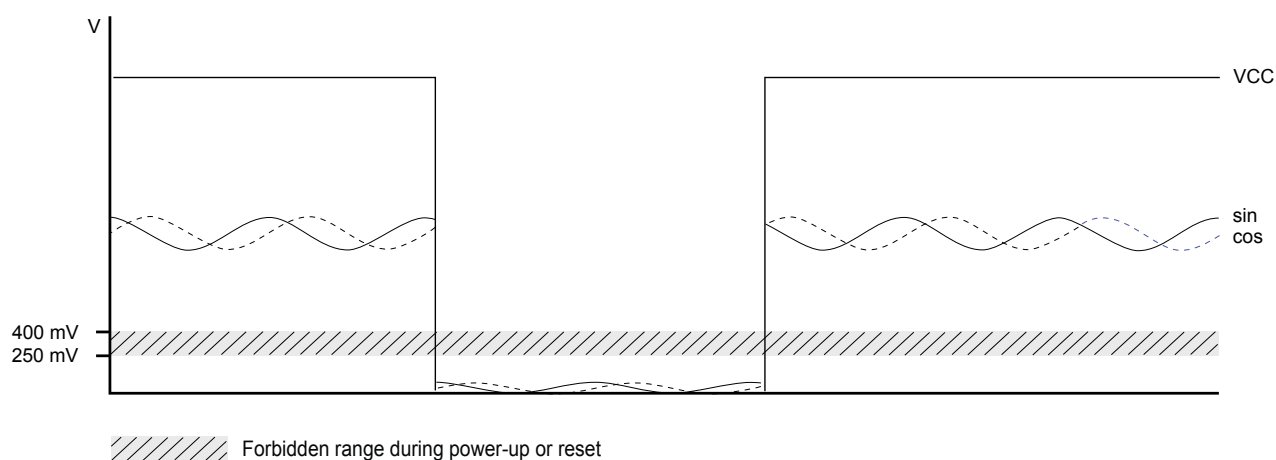 V
VCC
sin
cos
400 mV
250 mV
Forbidden range during power-up or reset